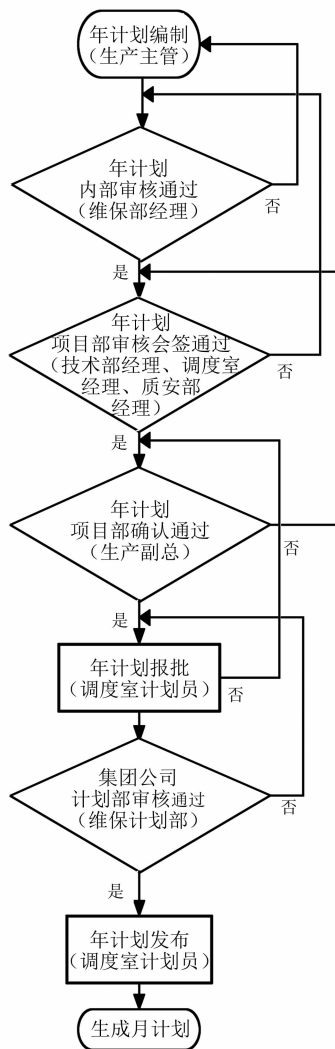 年计划编制
（生产主管）
年计划
内部审核通过
（维保部经理）
否
是
年计划
项目部审核会签通过
（技术部经理、调度室
经理、质安部
经理）
否
是
年计划
项目部确认通过
（生产副总）
否
是
年计划报批
（调度室计划员）
否
集团公司
计划部审核通过
（维保计划部）
否
是
年计划发布
（调度室计划员）
生成月计划